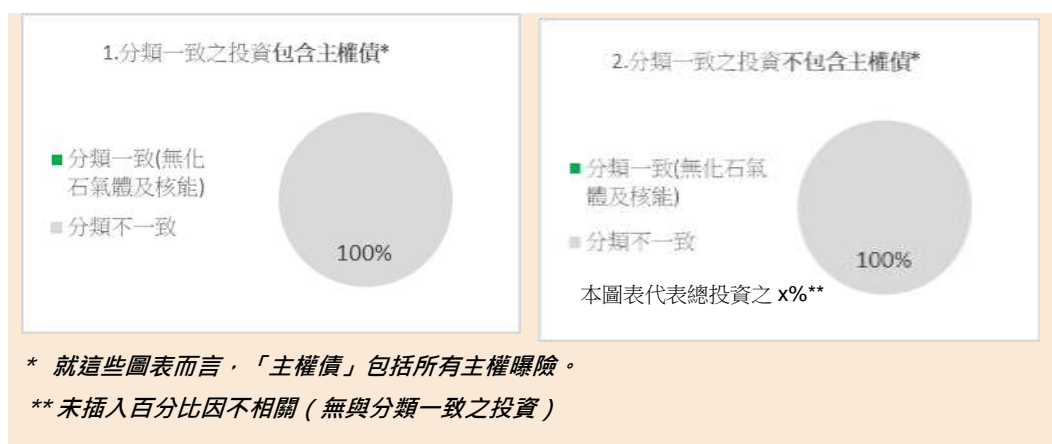 1.分類一致之投資包含主權債*
分類一致(無化
石氣體及核能)
分類不一致
100%
2.分類一致之投資不包含主權債*
分類一致(無化石氣
體及核能)
分類不一致
100%
本圖表代表總投資之 x%**
* 就這些圖表而言，「主權債」包括所有主權曝險。
** 未插入百分比因不相關（無與分類一致之投資）